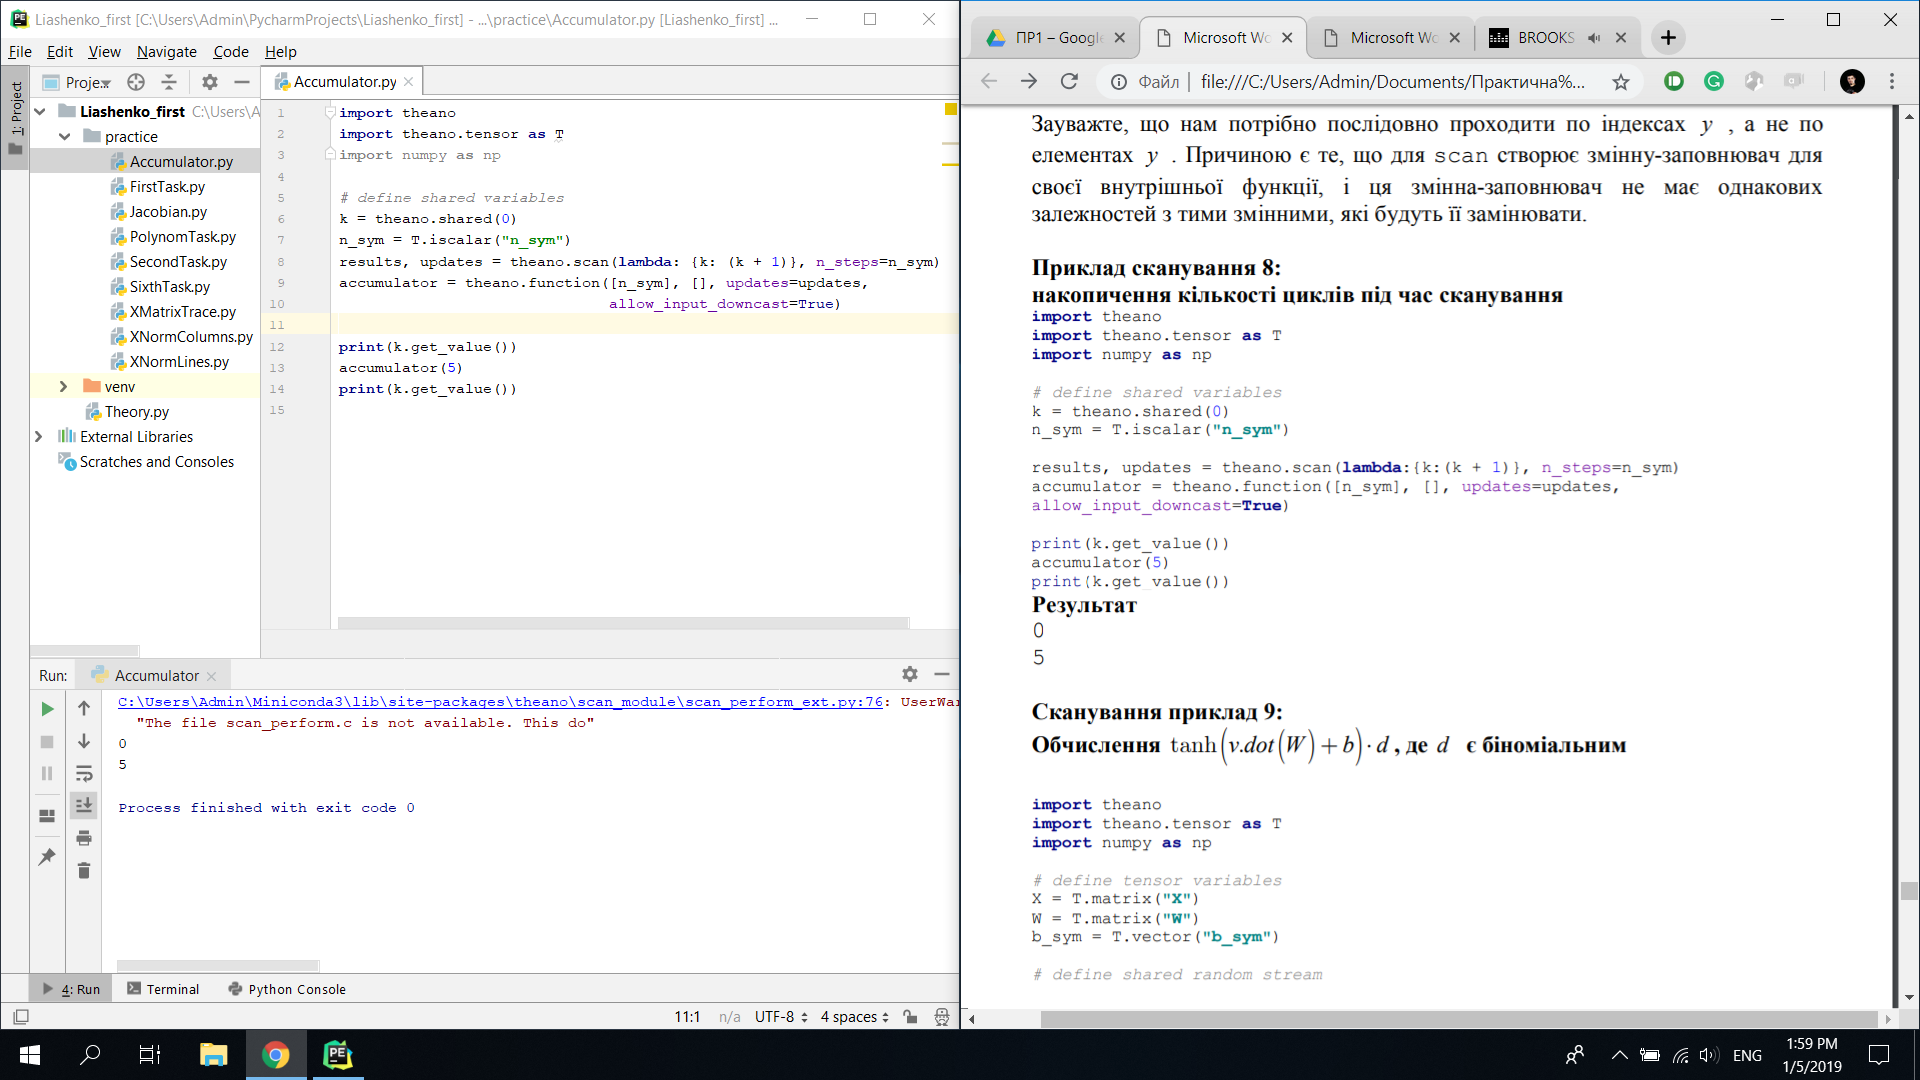 Liashenko_first [C:\Users\Admin\PycharmProjects\Liashenko_first] - ...\practice\Accumulator.py [Liashenko_first] ...
File Edit View Navigate Code Help
Proje
Accumulator.py
1: Project
Liashenko_first C:\Users\A
practice
Accumulator.py
FirstTask.py
Jacobian.py
PolynomTask.py
SecondTask.py
SixthTask.py
XMatrixTrace.py
XNormColumns.py
XNormLines.py
venv
Theory.py
External Libraries
Scratches and Consoles
1 import theano
2 import theano.tensor as T
3 import numpy as np
4
5 # define shared variables
6 k = theano.shared(0)
7 n_sym = T.iscalar("n_sym")
8 results, updates = theano.scan(lambda: {k: (k + 1)}, n_steps=n_sym)
9 accumulator = theano.function([n_sym], [], updates=updates,
10 allow_input_downcast=True)
11
12 print(k.get_value())
13 accumulator(5)
14 print(k.get_value())
15
Run: Accumulator
C:\Users\Admin\Miniconda3\lib\site-packages\theano\scan_module\scan_perform_ext.py:76: UserWar
"The file scan_perform.c is not available. This do"
0
5
Process finished with exit code 0
4: Run Terminal Python Console
11:1 n/a UTF-8 4 spaces
ПР1 – Google
Microsoft Wo
Microsoft Wo
BROOKS
Файл | file:///C:/Users/Admin/Documents/Практична%...
Зауважте, що нам потрібно послідовно проходити по індексах y , а не по
елементах y . Причиною є те, що для scan створює змінну-заповнювач для
своєї внутрішньої функції, і ця змінна-заповнювач не має однакових
залежностей з тими змінними, які будуть її замінювати.
Приклад сканування 8:
накопичення кількості циклів під час сканування
import theano
import theano.tensor as T
import numpy as np
# define shared variables
k = theano.shared(0)
n_sym = T.iscalar("n_sym")
results, updates = theano.scan(lambda:{k:(k + 1)}, n_steps=n_sym)
accumulator = theano.function([n_sym], [], updates=updates,
allow_input_downcast=True)
print(k.get_value())
accumulator(5)
print(k.get_value())
Результат
0
5
Сканування приклад 9:
Обчислення tanh(v.dot(W)+b)·d, де d є біноміальним
import theano
import theano.tensor as T
import numpy as np
# define tensor variables
X = T.matrix("X")
W = T.matrix("W")
b_sym = T.vector("b_sym")
# define shared random stream
ENG
1:59 PM
1/5/2019